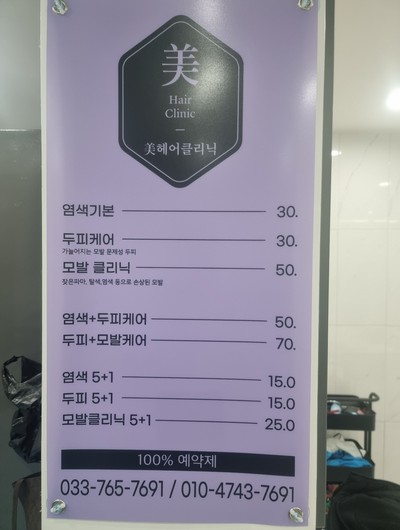 美
Hair
Clinic
美헤어클리닉
염색기본 30.
두피케어 30.
가늘어지는 모발 문제성 두피
모발 클리닉 50.
잦은파마, 탈색,염색 등으로 손상된 모발
염색+두피케어 50.
두피+모발케어 70.
염색 5+1 15.0
두피 5+1 15.0
모발클리닉 5+1 25.0
100% 예약제
033-765-7691 / 010-4743-7691